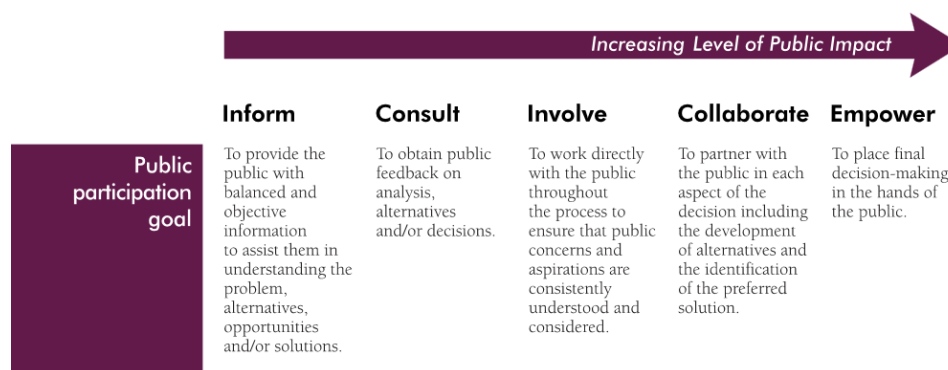 Increasing Level of Public Impact
Inform
Consult
Involve
Collaborate
Empower
Public
participation
goal
To provide the
public with
balanced and
objective
information
to assist them in
understanding the
problem,
alternatives,
opportunities
and/or solutions.
To obtain public
feedback on
analysis,
alternatives
and/or decisions.
To work directly
with the public
throughout
the process to
ensure that public
concerns and
aspirations are
consistently
understood and
considered.
To partner with
the public in each
aspect of the
decision including
the development
of alternatives and
the identification
of the preferred
solution.
To place final
decision-making
in the hands of
the public.